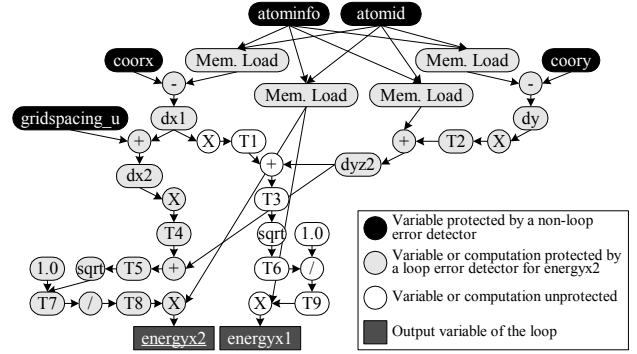 atominfo
atomid
coorx
Mem. Load
Mem. Load
coory
-
Mem. Load
Mem. Load
-
gridspacing_u
dx1
dy
+
X
T1
+
T2
X
dx2
+
dyz2
X
T3
T4
sqrt
1.0
1.0
sqrt
T5
+
T6
/
T7
/
T8
X
X
T9
energyx2
energyx1
Variable protected by a non-loop
error detector
Variable or computation protected by
a loop error detector for energyx2
Variable or computation unprotected
Output variable of the loop